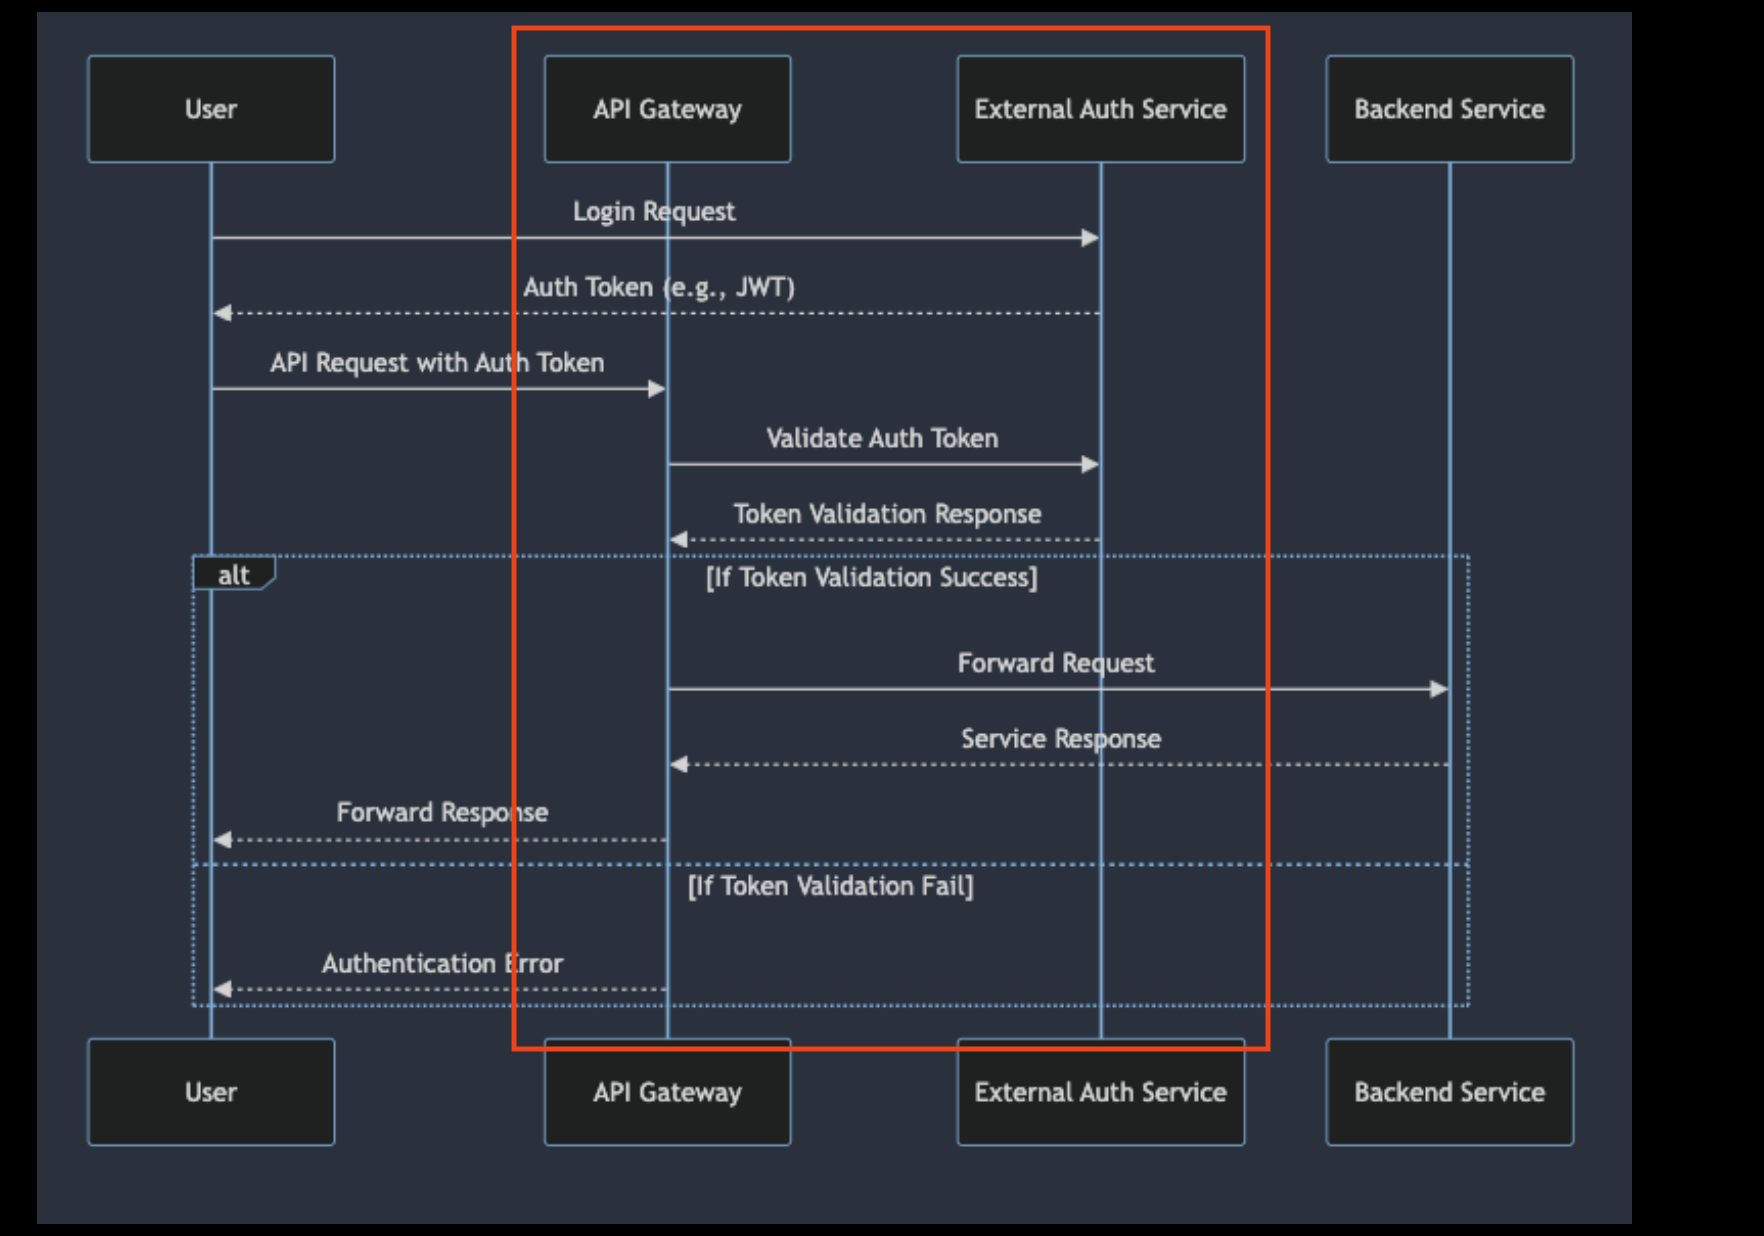 User
API Gateway
External Auth Service
Backend Service
Login Request
Auth Token (e.g., JWT)
API Request with Auth Token
Validate Auth Token
Token Validation Response
alt
[If Token Validation Success]
Forward Request
Service Response
Forward Response
[If Token Validation Fail]
Authentication Error
User
API Gateway
External Auth Service
Backend Service